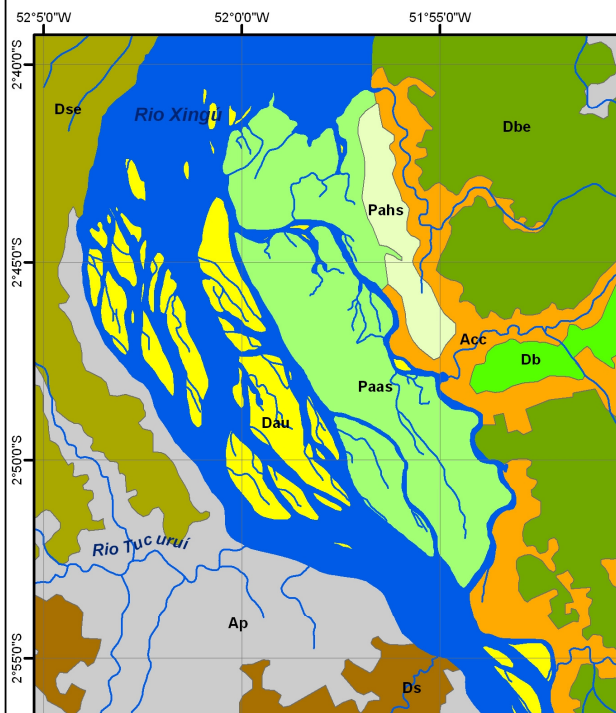 52°50'0"W 52°0'0"W 51°55'0"W
2°40'0"S
Dse
Rio Xingu
Dbe
Pahs
2°45'0"S
Acc
Db
Paas
Dau
2°50'0"S
Rio Tucuruí
Ap
2°55'0"S
Ds